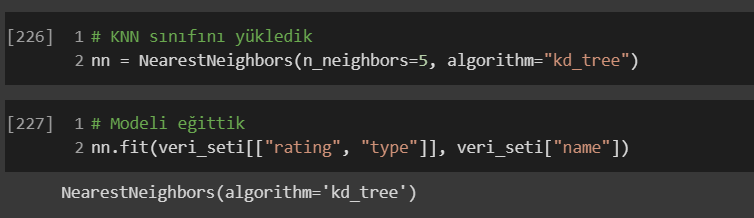 [226] 1 # KNN sınıfını yükledik
2 nn = NearestNeighbors(n_neighbors=5, algorithm="kd_tree")
[227] 1 # Modeli eğittik
2 nn.fit(veri_seti[["rating", "type"]], veri_seti["name"])
NearestNeighbors(algorithm='kd_tree')